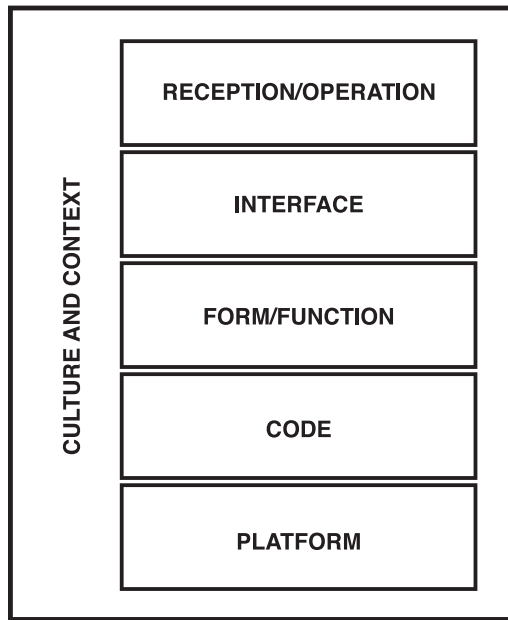 CULTURE AND CONTEXT
RECEPTION/OPERATION
INTERFACE
FORM/FUNCTION
CODE
PLATFORM